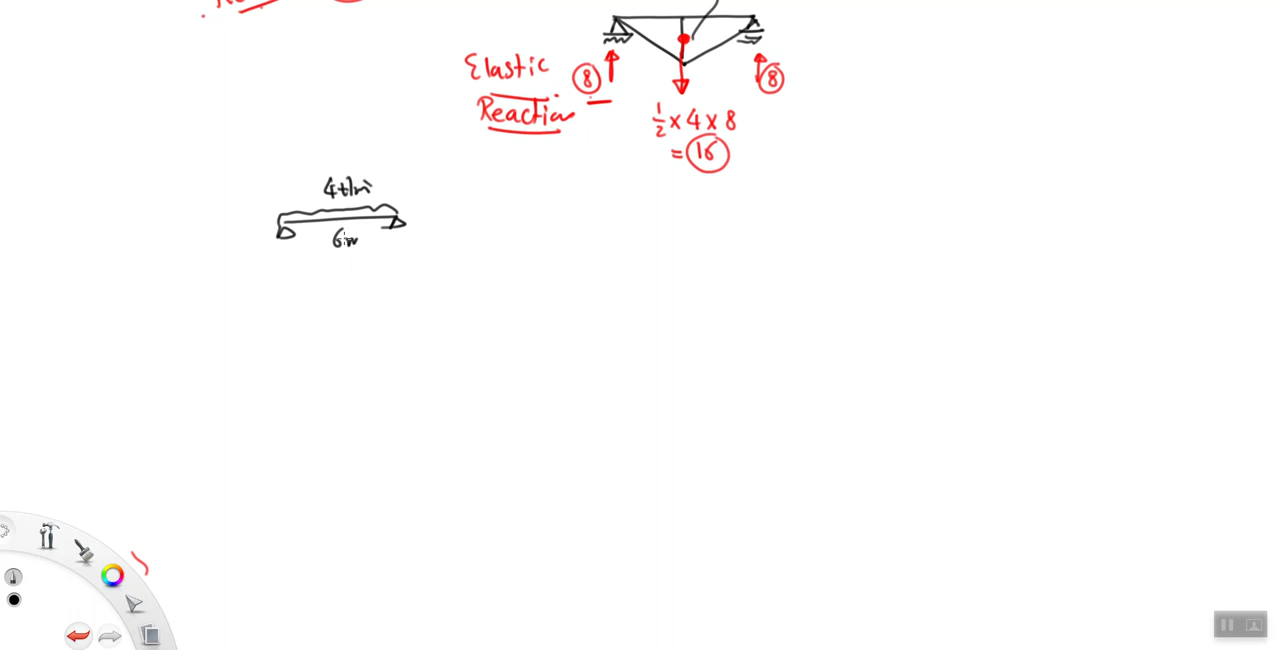 Elastic
Reaction
8
8
1/2 x 4 x 8
= 16
4t/m
6m